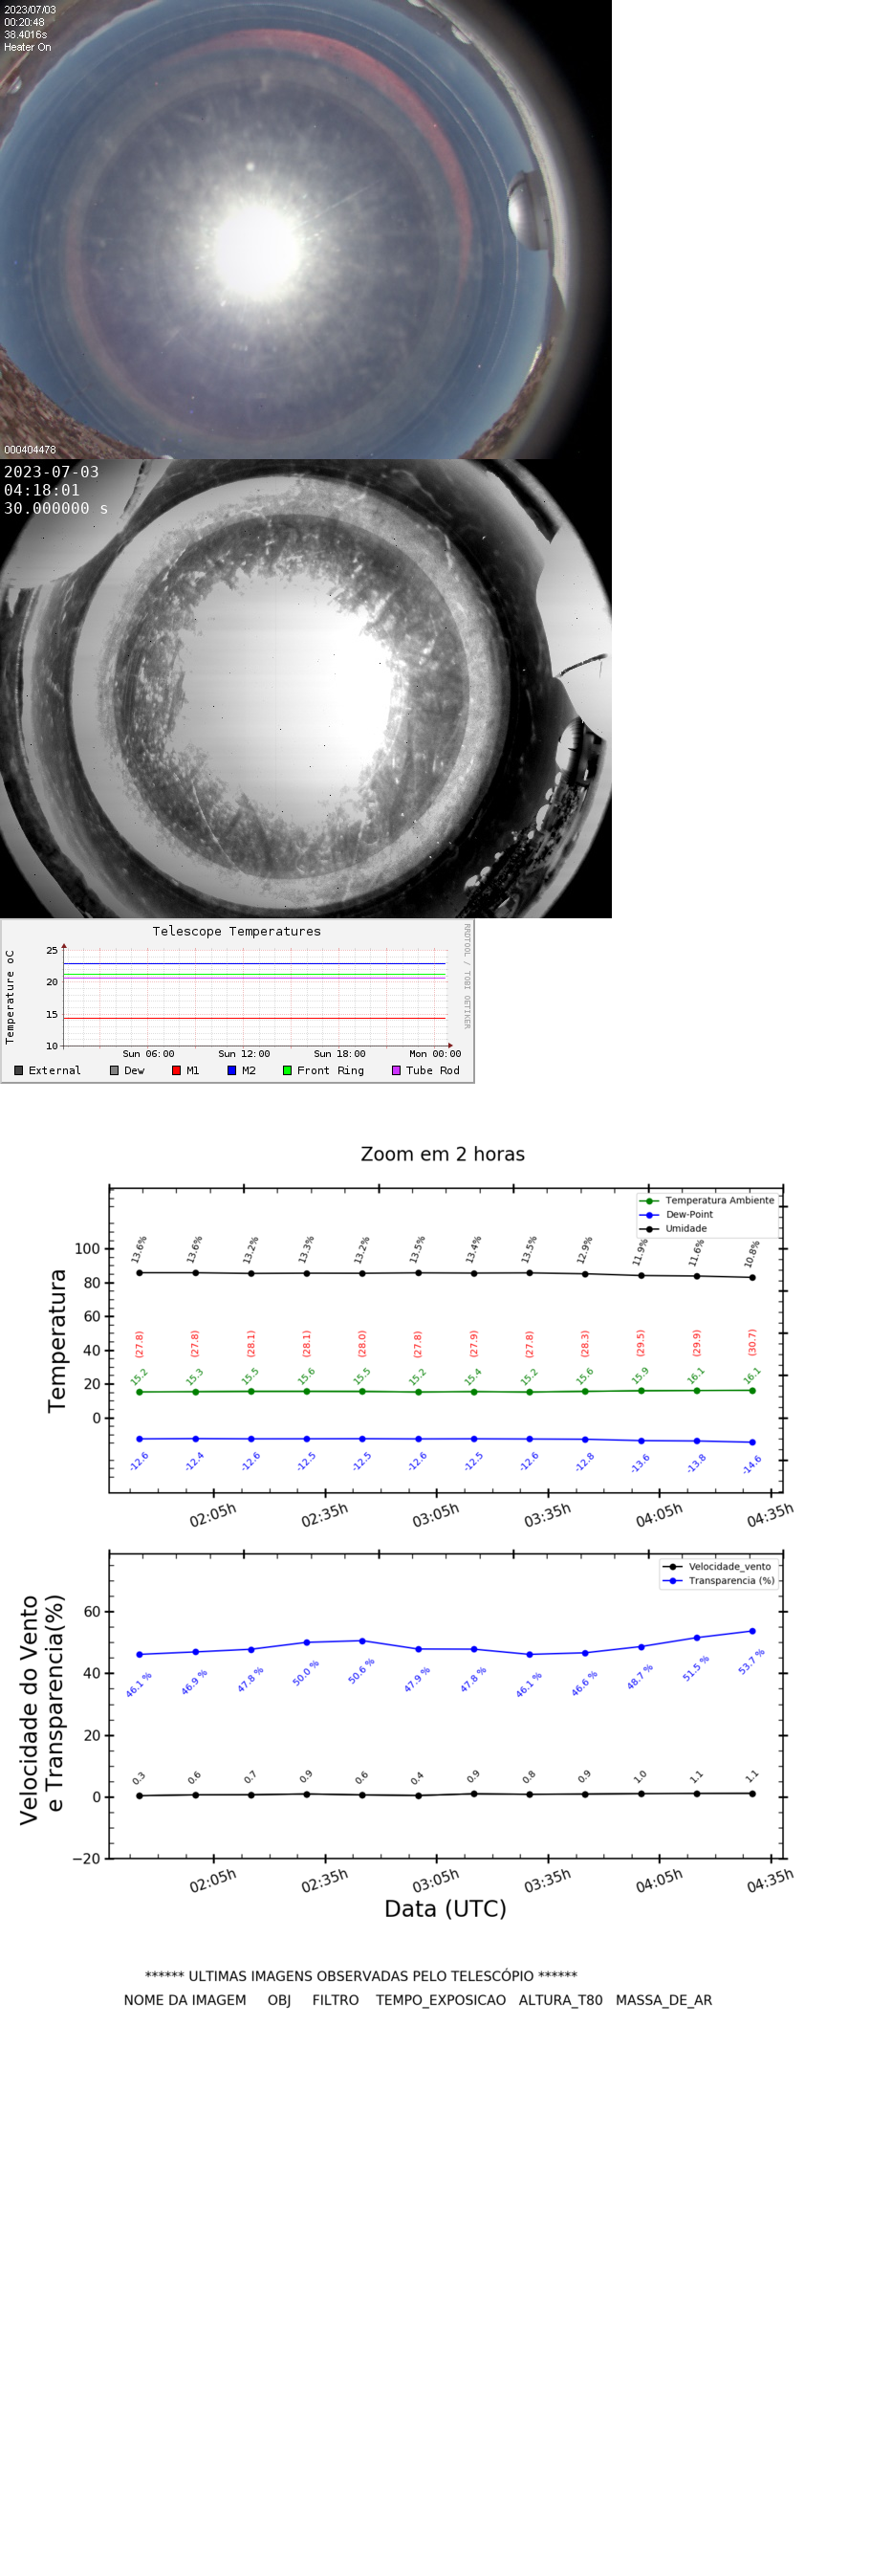 2023/07/03
00:20:48
38.4016s
Heater On
000404478
2023-07-03
04:18:01
30.000000 s
Telescope Temperatures
Temperature oC
25
20
15
10
Sun 06:00 Sun 12:00 Sun 18:00 Mon 00:00
External Dew M1 M2 Front Ring Tube Rod
RRDTOOL / TOBI OETIKER
Zoom em 2 horas
Temperatura Ambiente
Dew-Point
Umidade
Temperatura
100
80
60
40
20
0
13.6% 13.6% 13.2% 13.3% 13.2% 13.5% 13.4% 13.5% 12.9% 11.9% 11.6% 10.8%
(27.8) (27.8) (28.1) (28.1) (28.0) (27.8) (27.9) (27.8) (28.3) (29.5) (29.9) (30.7)
15.2 15.3 15.5 15.6 15.5 15.2 15.4 15.2 15.6 15.9 16.1 16.1
-12.6 -12.4 -12.6 -12.5 -12.5 -12.6 -12.5 -12.6 -12.8 -13.6 -13.8 -14.6
02:05h 02:35h 03:05h 03:35h 04:05h 04:35h
Velocidade_vento
Transparencia (%)
Velocidade do Vento
e Transparencia(%)
60
40
20
0
−20
46.1 % 46.9 % 47.8 % 50.0 % 50.6 % 47.9 % 47.8 % 46.1 % 46.6 % 48.7 % 51.5 % 53.7 %
0.3 0.6 0.7 0.9 0.6 0.4 0.9 0.8 0.9 1.0 1.1 1.1
02:05h 02:35h 03:05h 03:35h 04:05h 04:35h
Data (UTC)
****** ULTIMAS IMAGENS OBSERVADAS PELO TELESCÓPIO ******
NOME DA IMAGEM OBJ FILTRO TEMPO_EXPOSICAO ALTURA_T80 MASSA_DE_AR